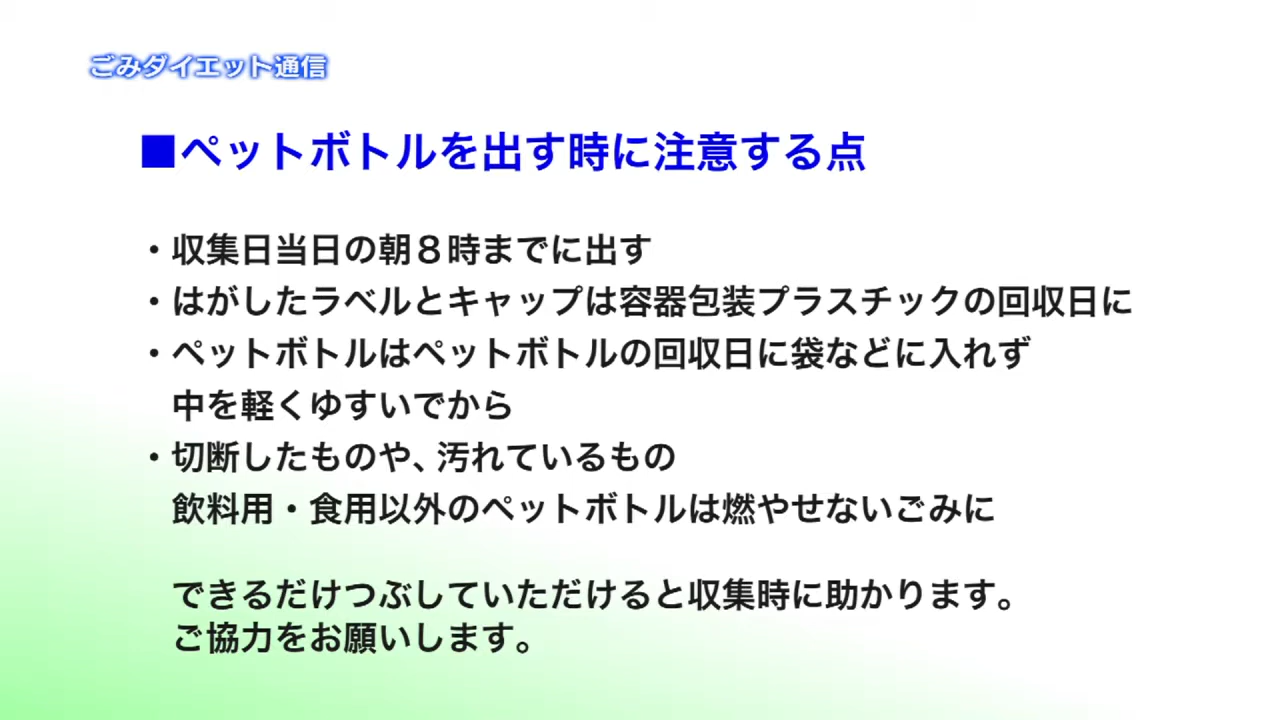 ごみダイエット通信
■ペットボトルを出す時に注意する点
・収集日当日の朝８時までに出す
・はがしたラベルとキャップは容器包装プラスチックの回収日に
・ペットボトルはペットボトルの回収日に袋などに入れず
中を軽くゆすいでから
・切断したものや、汚れているもの
飲料用・食用以外のペットボトルは燃やせないごみに
できるだけつぶしていただけると収集時に助かります。
ご協力をお願いします。